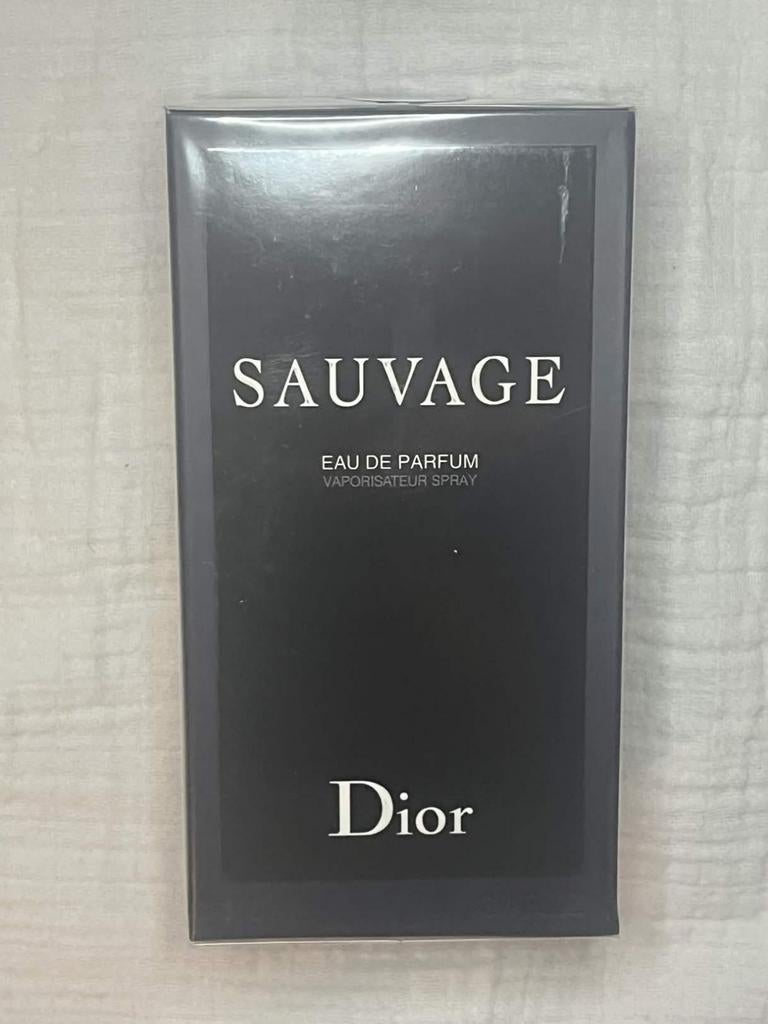 SAUVAGE
EAU DE PARFUM
VAPORISATEUR SPRAY
Dior